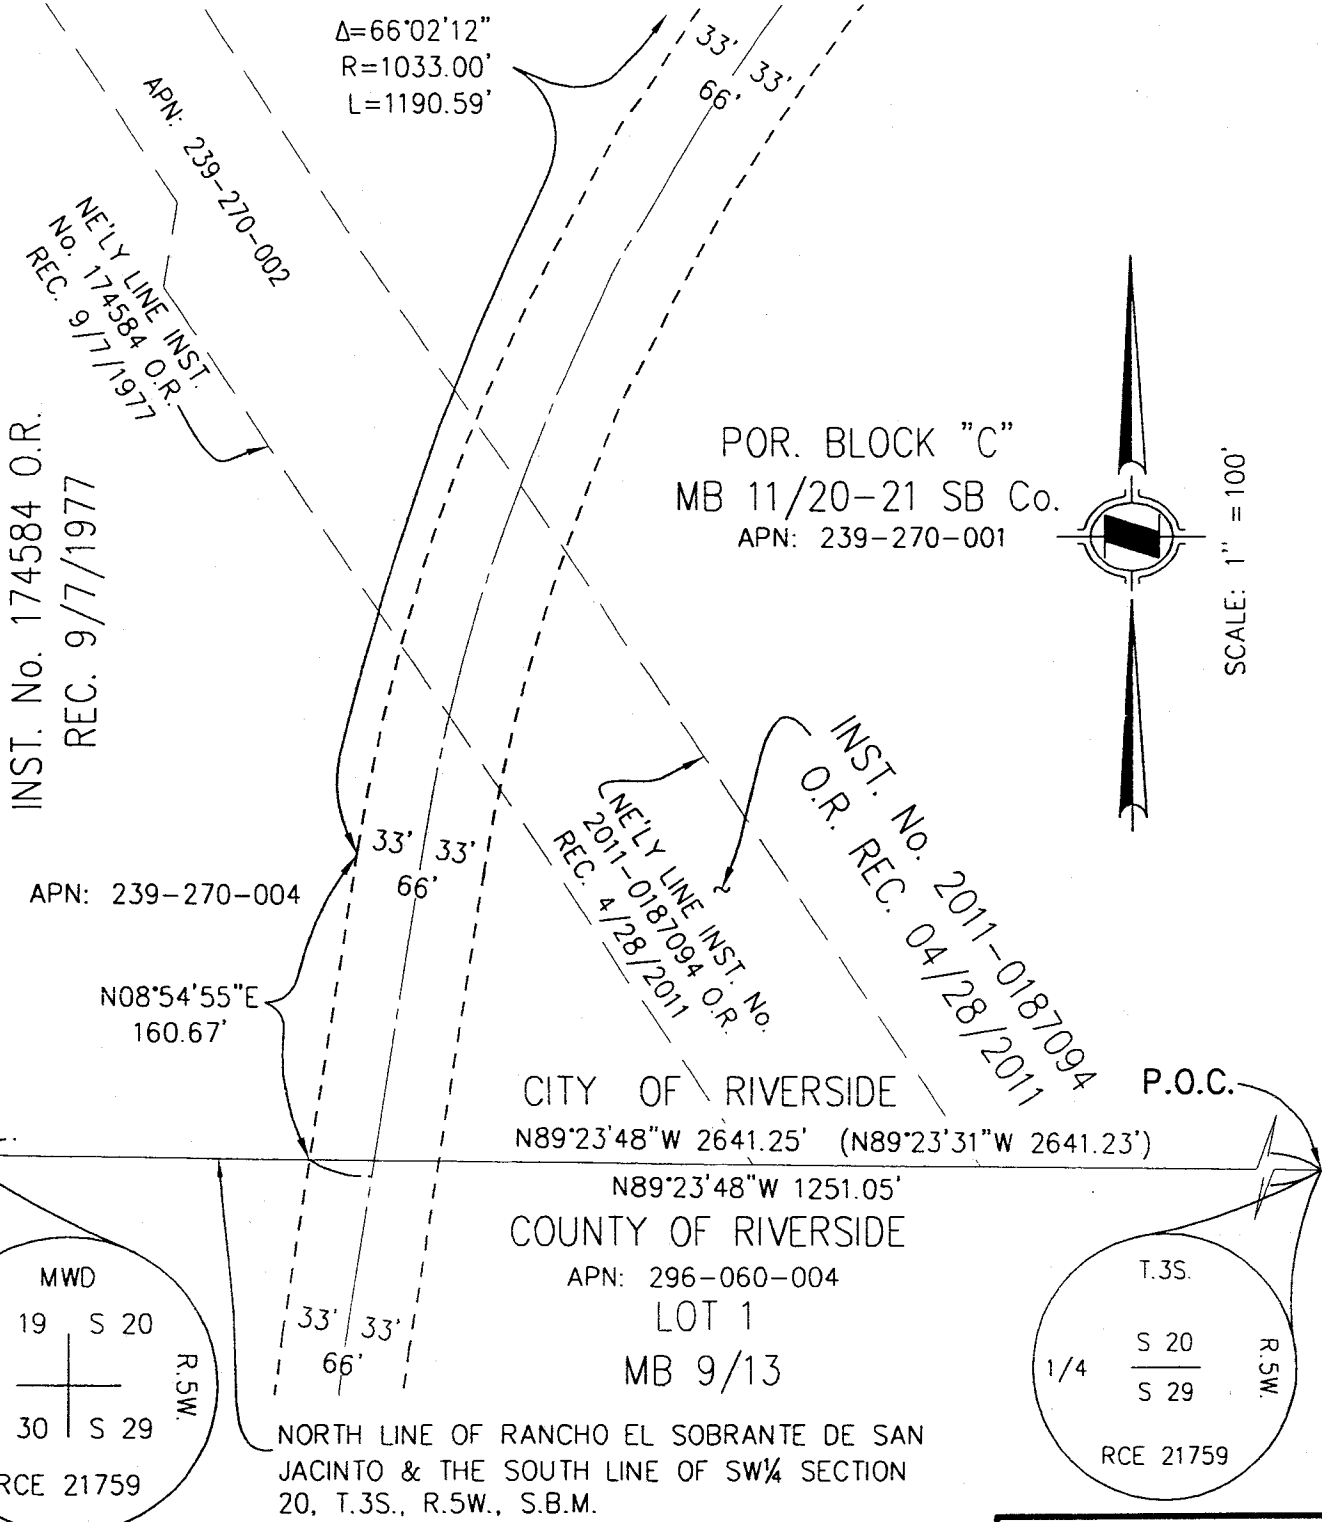 Δ=66°02'12"
R=1033.00'
L=1190.59'
33' 33'
66'
APN: 239-270-002
NE'LY LINE INST.
No. 174584 O.R.
REC. 9/7/1977
INST. No. 174584 O.R.
REC. 9/7/1977
POR. BLOCK "C"
MB 11/20-21 SB Co.
APN: 239-270-001
SCALE: 1" = 100'
INST. No. 2011-0187094
O.R. REC. 04/28/2011
NE'LY LINE INST. No.
2011-0187094 O.R.
REC. 4/28/2011
33' 33'
66'
APN: 239-270-004
N08°54'55"E
160.67'
CITY OF RIVERSIDE
P.O.C.
N89°23'48"W 2641.25' (N89°23'31"W 2641.23')
N89°23'48"W 1251.05'
COUNTY OF RIVERSIDE
APN: 296-060-004
LOT 1
MB 9/13
33' 33'
66'
MWD
19 S 20
30 S 29
R.5W.
RCE 21759
T.3S.
1/4
S 20
S 29
R.5W.
RCE 21759
NORTH LINE OF RANCHO EL SOBRANTE DE SAN
JACINTO & THE SOUTH LINE OF SW¼ SECTION
20, T.3S., R.5W., S.B.M.